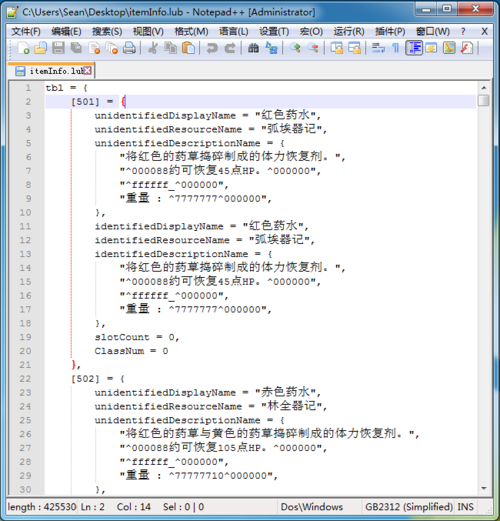 C:\Users\Sean\Desktop\itemInfo.lub - Notepad++ [Administrator]
文件(F) 编辑(E) 搜索(S) 视图(V) 格式(M) 语言(L) 设置(T) 宏(O) 运行(R) 插件(P) 窗口(W) ? X
itemInfo.lub
1 tbl = {
2 [501] = {
3 unidentifiedDisplayName = "红色药水",
4 unidentifiedResourceName = "弧埃器记",
5 unidentifiedDescriptionName = {
6 "将红色的药草捣碎制成的体力恢复剂。",
7 "^000088约可恢复45点HP。^000000",
8 "^ffffff_^000000",
9 "重量 : ^7777777^000000",
10 },
11 identifiedDisplayName = "红色药水",
12 identifiedResourceName = "弧埃器记",
13 identifiedDescriptionName = {
14 "将红色的药草捣碎制成的体力恢复剂。",
15 "^000088约可恢复45点HP。^000000",
16 "^ffffff_^000000",
17 "重量 : ^7777777^000000",
18 },
19 slotCount = 0,
20 ClassNum = 0
21 },
22 [502] = {
23 unidentifiedDisplayName = "赤色药水",
24 unidentifiedResourceName = "林全器记",
25 unidentifiedDescriptionName = {
26 "将红色的药草与黄色的药草捣碎制成的体力恢复剂。",
27 "^000088约可恢复105点HP。^000000",
28 "^ffffff_^000000",
29 "重量 : ^77777710^000000",
30 },
length : 425530 Ln : 2 Col : 14 Sel : 0 | 0 Dos\Windows GB2312 (Simplified) INS